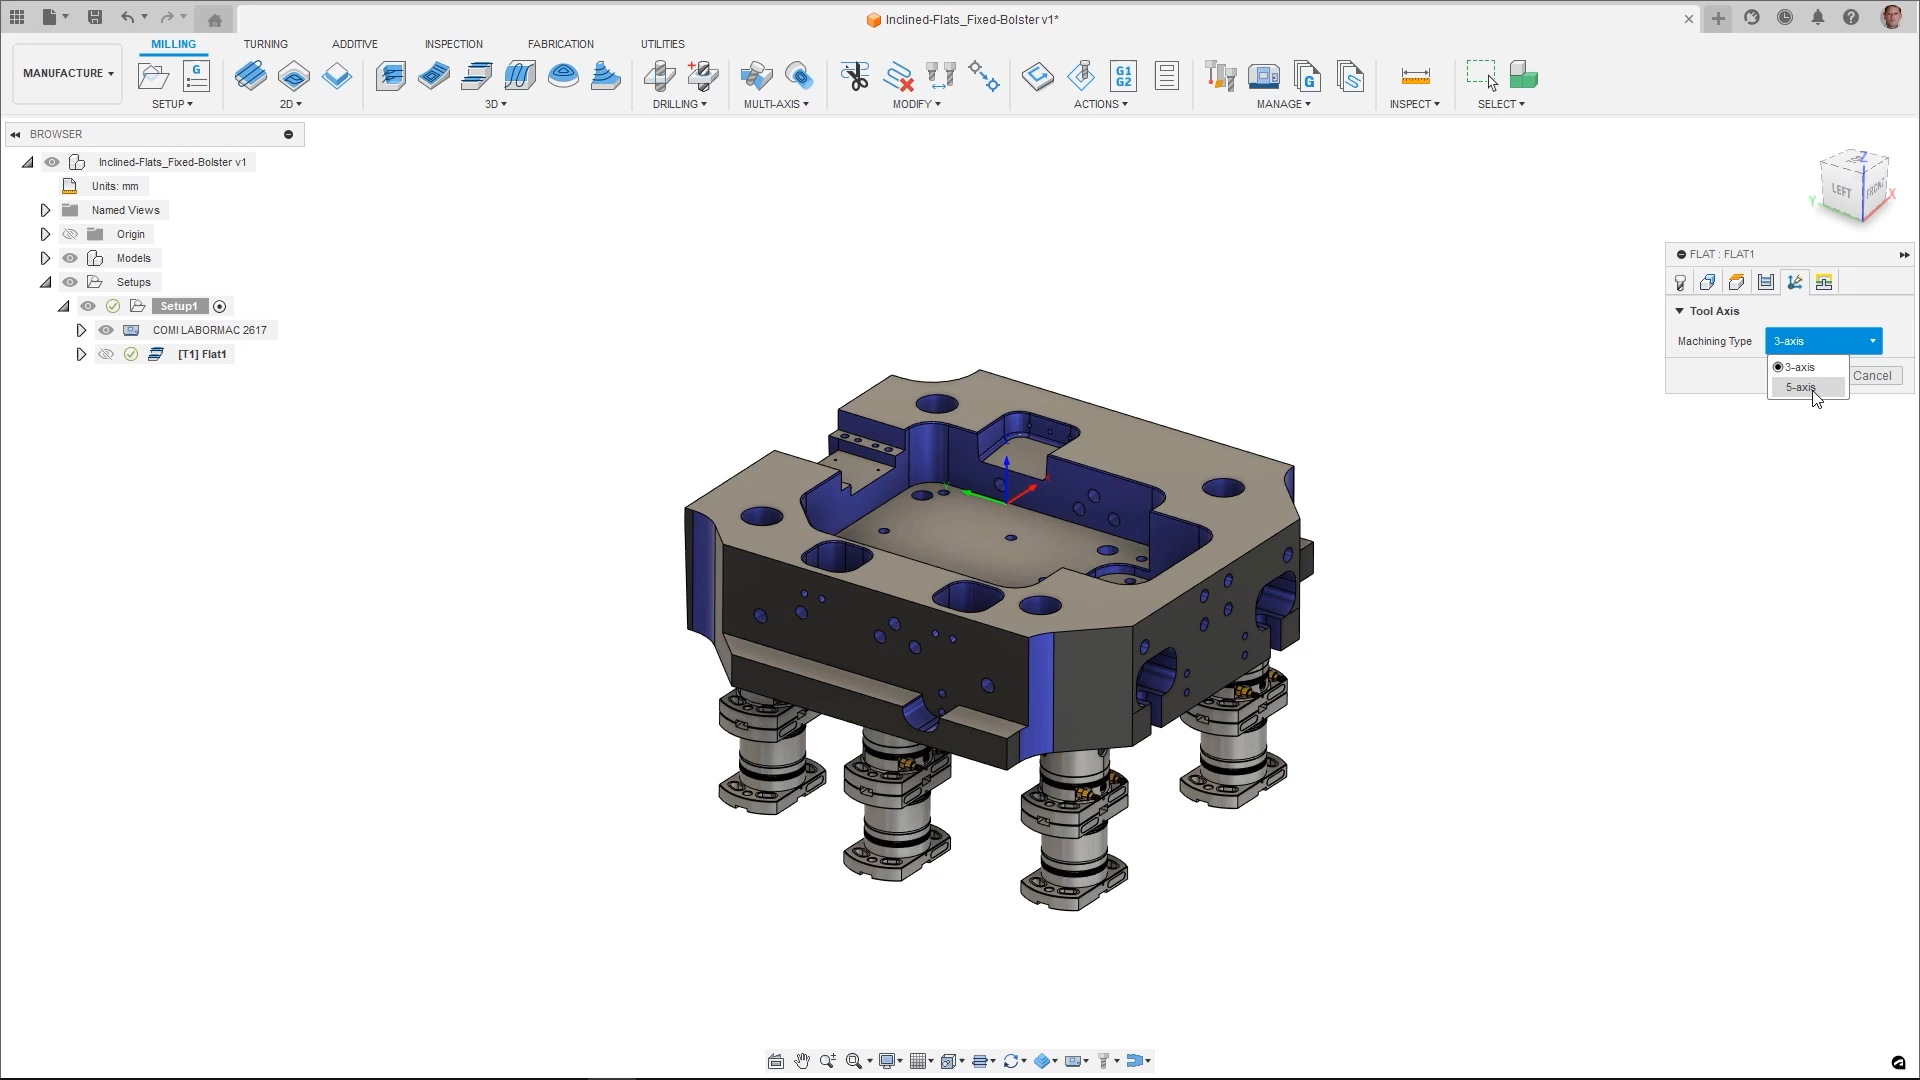 Inclined-Flats_Fixed-Bolster v1*
MANUFACTURE
MILLING
TURNING
ADDITIVE
INSPECTION
FABRICATION
UTILITIES
G
G1
G2
G
SETUP
2D
3D
DRILLING
MULTI-AXIS
MODIFY
ACTIONS
MANAGE
INSPECT
SELECT
BROWSER
Inclined-Flats_Fixed-Bolster v1
Units: mm
Named Views
Origin
Models
Setups
Setup1
COMI LABORMAC 2617
[T1] Flat1
Z
LEFT
FRONT
Y
X
FLAT : FLAT1
Tool Axis
Machining Type
3-axis
3-axis
5-axis
Cancel
Y